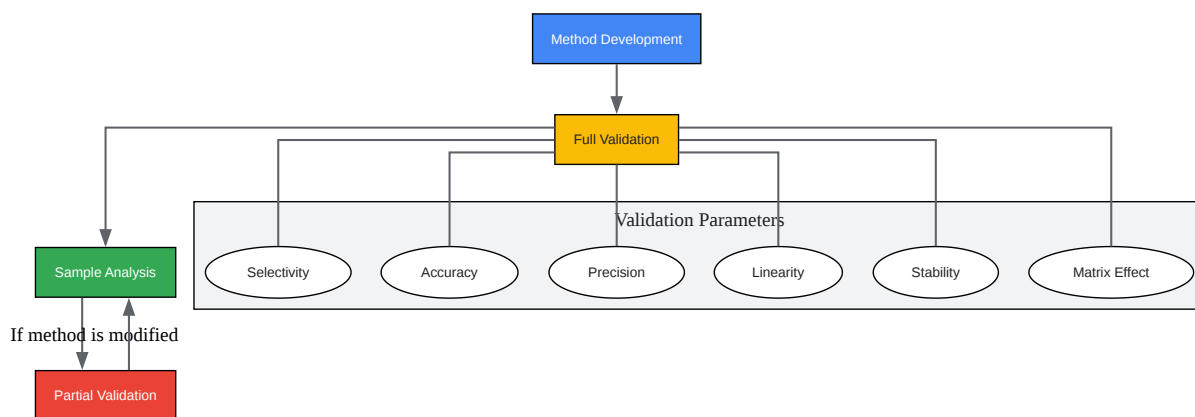 Method Development
Full Validation
Validation Parameters
Sample Analysis
Selectivity
Accuracy
Precision
Linearity
Stability
Matrix Effect
If method is modified
Partial Validation